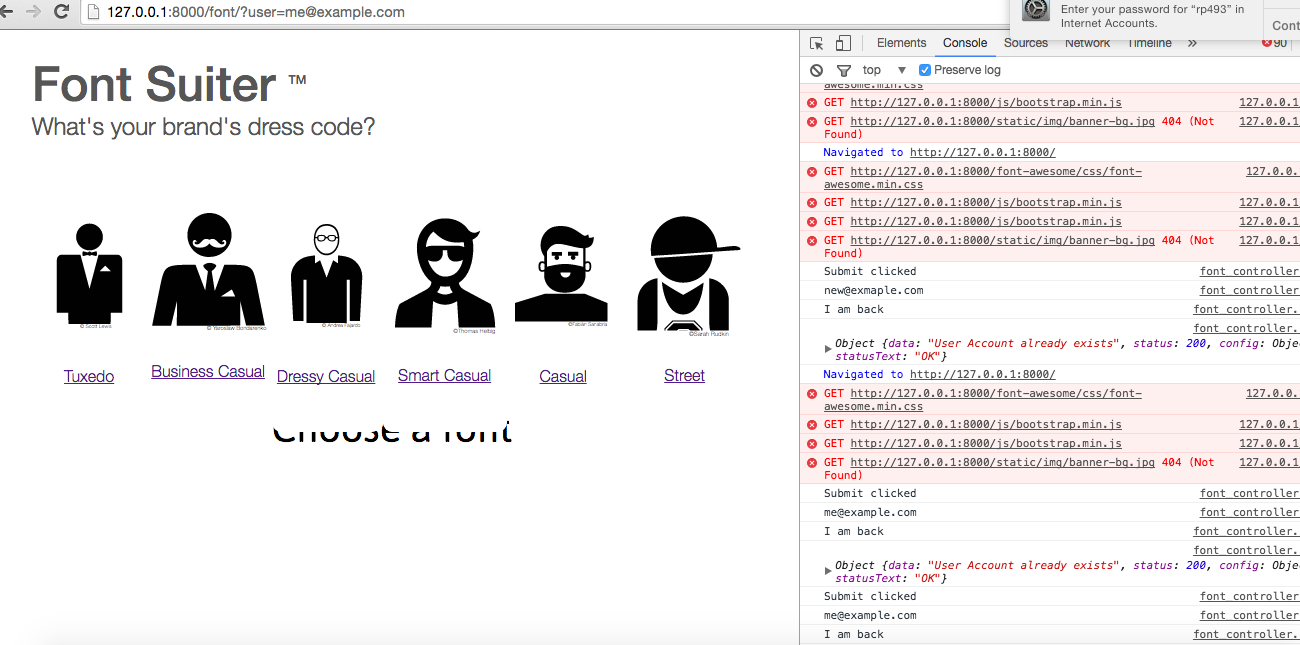 127.0.0.1:8000/font/?user=me@example.com
Enter your password for “rp493” in
Internet Accounts.
Cont
Elements Console Sources Network Timeline » 90
top ▼ Preserve log
Font Suiter ™
What's your brand's dress code?
© Scott Lewis
© Yaroslaw Bondarenko
© Andrea Fajardo
©Thomas Helbig
©Fabián Sanabria
©Sarah Rudkin
Tuxedo
Business Casual
Dressy Casual
Smart Casual
Casual
Street
Choose a font
awesome.min.css
GET http://127.0.0.1:8000/js/bootstrap.min.js 127.0.0.1
GET http://127.0.0.1:8000/static/img/banner-bg.jpg 404 (Not 127.0.0.1
Found)
Navigated to http://127.0.0.1:8000/
GET http://127.0.0.1:8000/font-awesome/css/font- 127.0.0.
awesome.min.css
GET http://127.0.0.1:8000/js/bootstrap.min.js 127.0.0.1
GET http://127.0.0.1:8000/js/bootstrap.min.js 127.0.0.1
GET http://127.0.0.1:8000/static/img/banner-bg.jpg 404 (Not 127.0.0.1
Found)
Submit clicked font_controller
new@exmaple.com font_controller
I am back font_controller.
font_controller.
Object {data: "User Account already exists", status: 200, config: Obje
statusText: "OK"}
Navigated to http://127.0.0.1:8000/
GET http://127.0.0.1:8000/font-awesome/css/font- 127.0.0.
awesome.min.css
GET http://127.0.0.1:8000/js/bootstrap.min.js 127.0.0.1
GET http://127.0.0.1:8000/js/bootstrap.min.js 127.0.0.1
GET http://127.0.0.1:8000/static/img/banner-bg.jpg 404 (Not 127.0.0.1
Found)
Submit clicked font_controller
me@example.com font_controller
I am back font_controller.
font_controller.
Object {data: "User Account already exists", status: 200, config: Obje
statusText: "OK"}
Submit clicked font_controller
me@example.com font_controller
I am back font_controller.